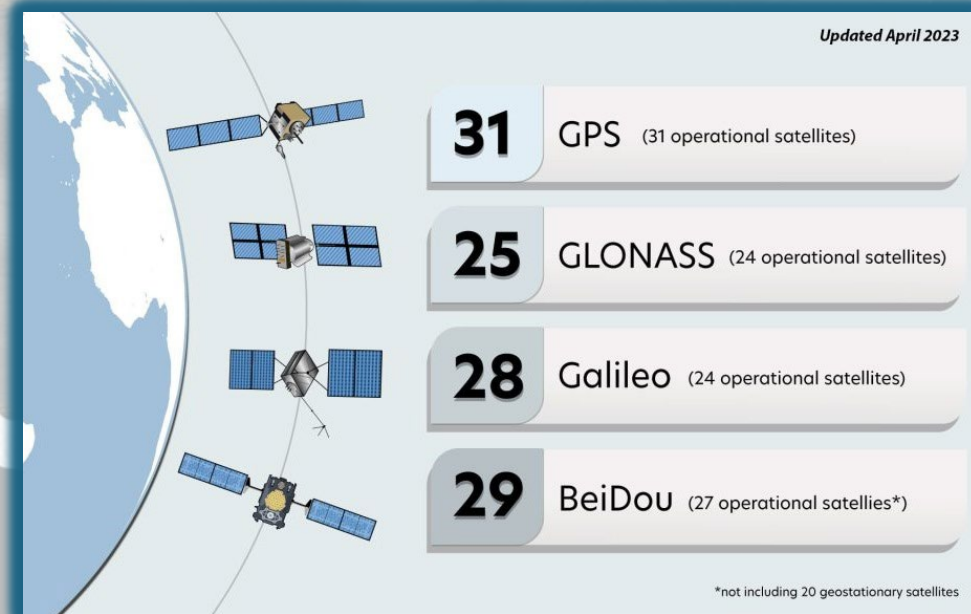 Updated April 2023
31 GPS (31 operational satellites)
25 GLONASS (24 operational satellites)
28 Galileo (24 operational satellites)
29 BeiDou (27 operational satellies*)
*not including 20 geostationary satellites